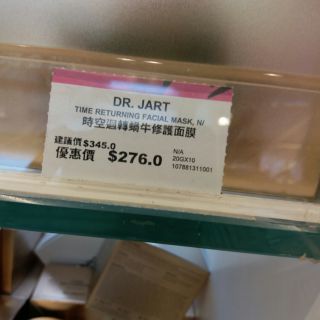 DR. JART
TIME RETURNING FACIAL MASK, N/
時空迴轉蝸牛修護面膜
建議價$345.0
優惠價 $276.0
N/A
20GX10
107881311001